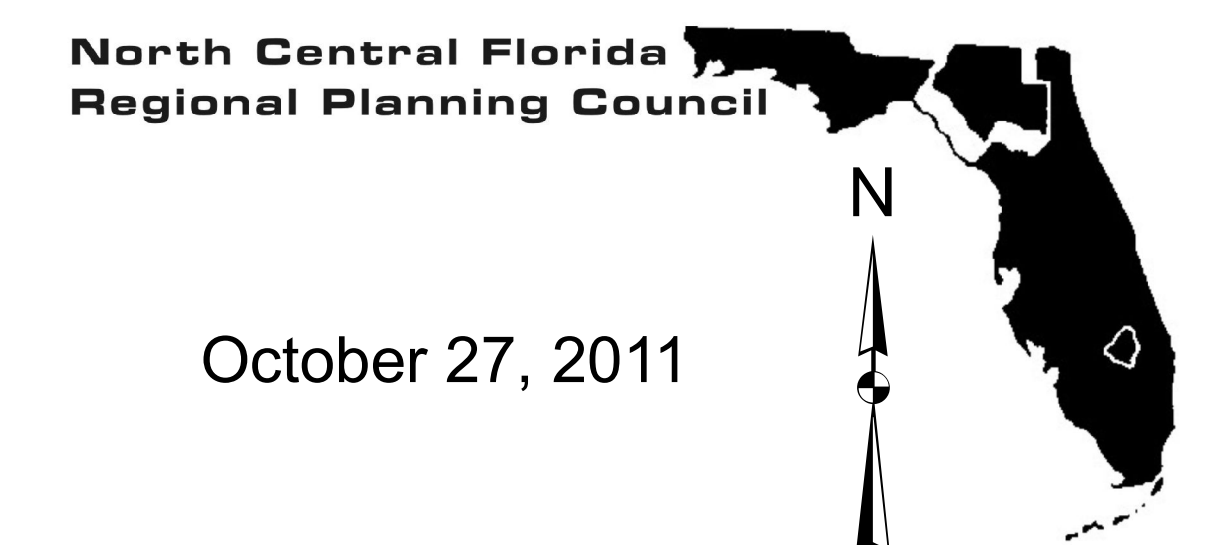 North Central Florida
Regional Planning Council
N
October 27, 2011